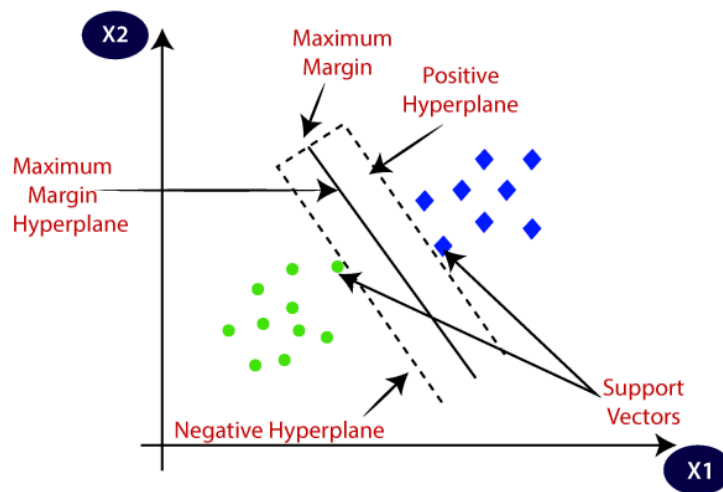 X2
Maximum
Margin
Positive
Hyperplane
Maximum
Margin
Hyperplane
Support
Vectors
Negative Hyperplane
X1